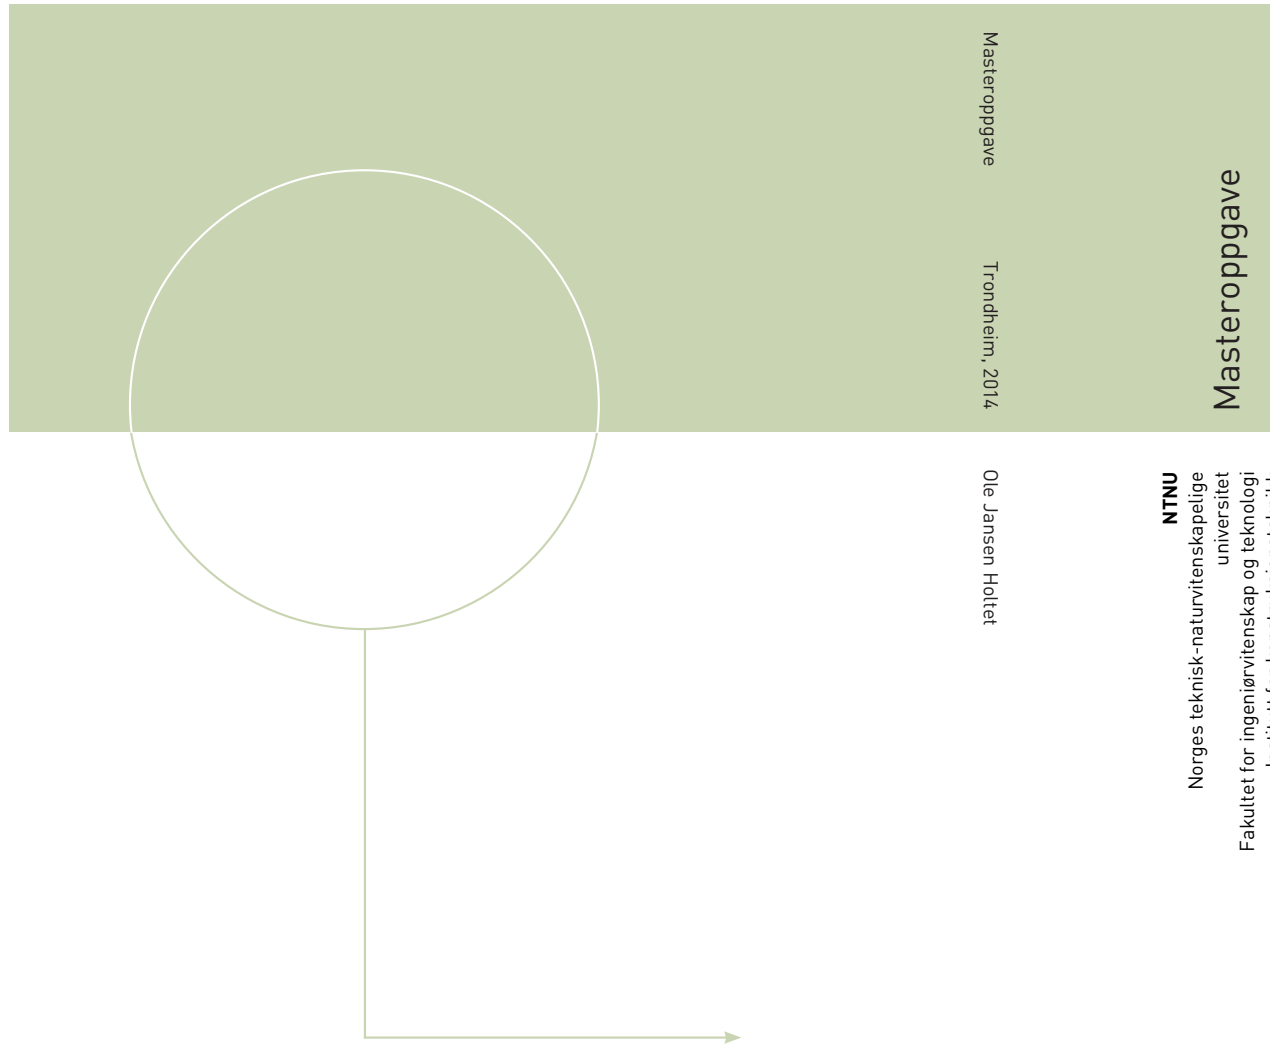 Masteroppgave
Trondheim, 2014
Ole Jansen Holtet
Masteroppgave
NTNU
Norges teknisk-naturvitenskapelige
universitet
Fakultet for ingeniørvitenskap og teknologi